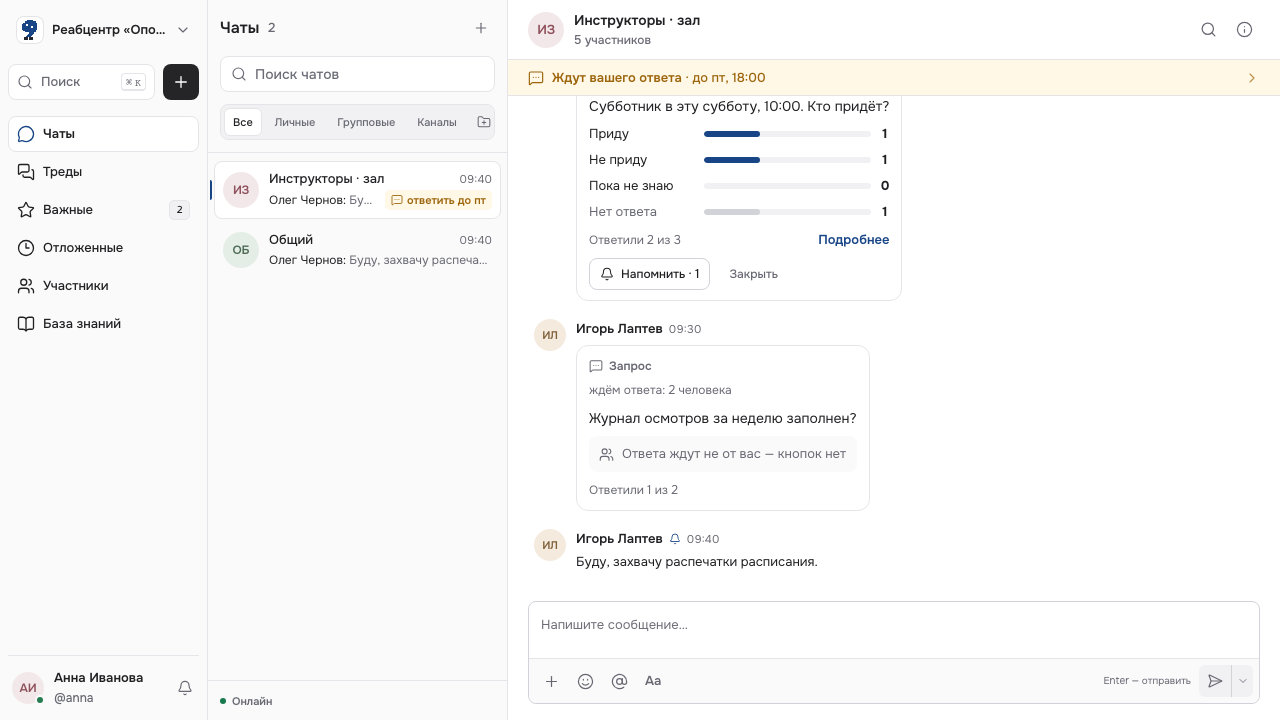 Реабцентр «Опо...
Поиск
⌘ K
Чаты
Треды
Важные
2
Отложенные
Участники
База знаний
АИ
Анна Иванова
@anna
Чаты 2
Поиск чатов
Все
Личные
Групповые
Каналы
ИЗ
Инструкторы · зал
09:40
Олег Чернов: Бу...
ответить до пт
ОБ
Общий
09:40
Олег Чернов: Буду, захвачу распеча...
Онлайн
ИЗ
Инструкторы · зал
5 участников
Ждут вашего ответа · до пт, 18:00
Субботник в эту субботу, 10:00. Кто придёт?
Приду 1
Не приду 1
Пока не знаю 0
Нет ответа 1
Ответили 2 из 3
Подробнее
Напомнить · 1
Закрыть
ИЛ
Игорь Лаптев 09:30
Запрос
ждём ответа: 2 человека
Журнал осмотров за неделю заполнен?
Ответа ждут не от вас — кнопок нет
Ответили 1 из 2
ИЛ
Игорь Лаптев 09:40
Буду, захвачу распечатки расписания.
Напишите сообщение...
Aa
Enter — отправить